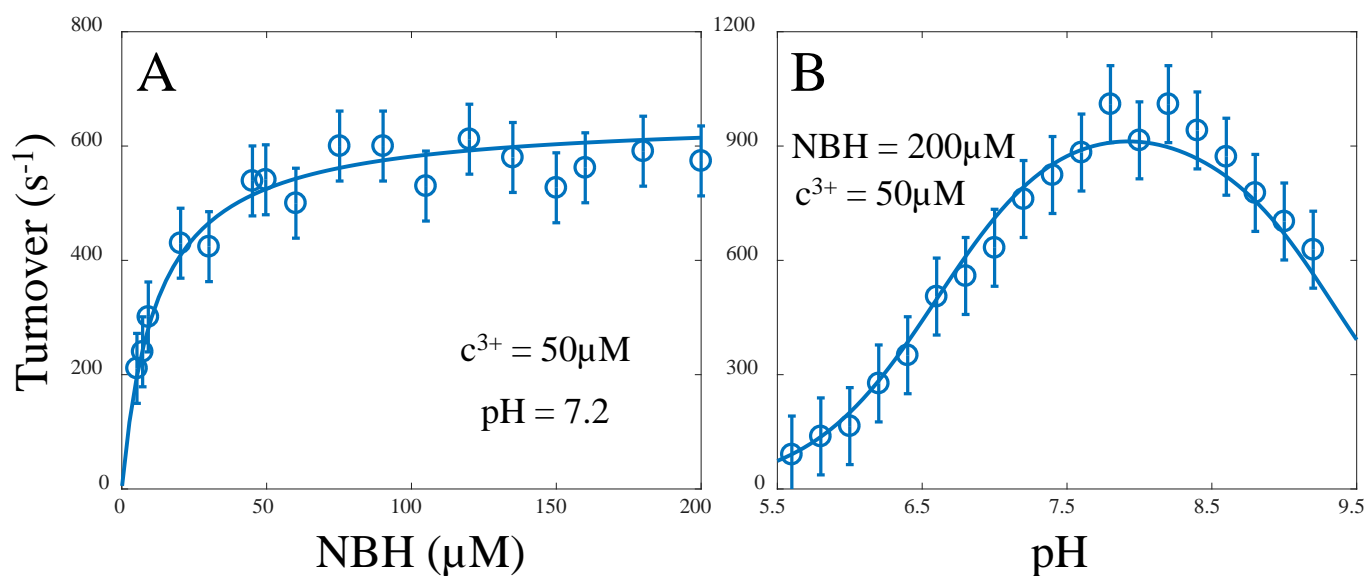 A
800
600
400
200
0
Turnover (s-1)
c3+ = 50µM
pH = 7.2
0 50 100 150 200
NBH (µM)
B
1200
900
600
300
0
NBH = 200µM
c3+ = 50µM
5.5 6.5 7.5 8.5 9.5
pH